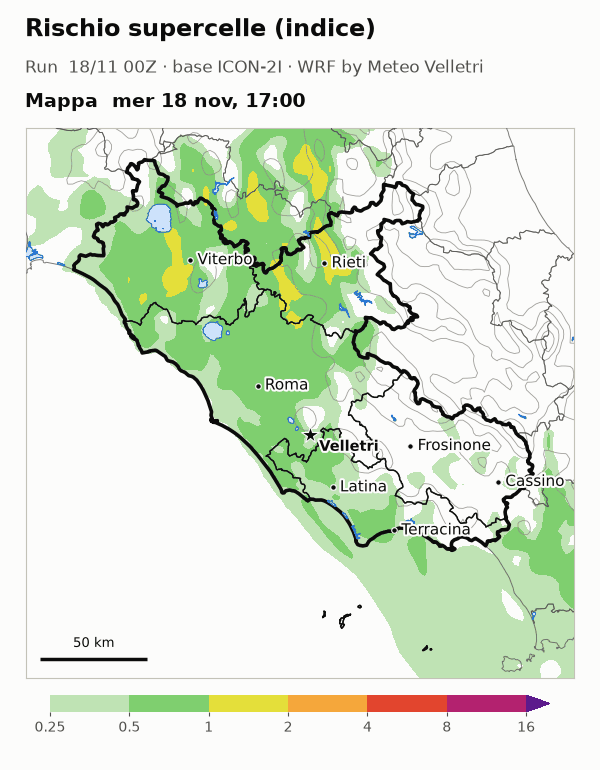 Rischio supercelle (indice)
Run  18/11 00Z · base ICON-2I · WRF by Meteo Velletri
Mappa  mer 18 nov, 17:00
Viterbo
Rieti
Roma
Velletri
Frosinone
Latina
Cassino
Terracina
50 km
0.25 0.5 1 2 4 8 16